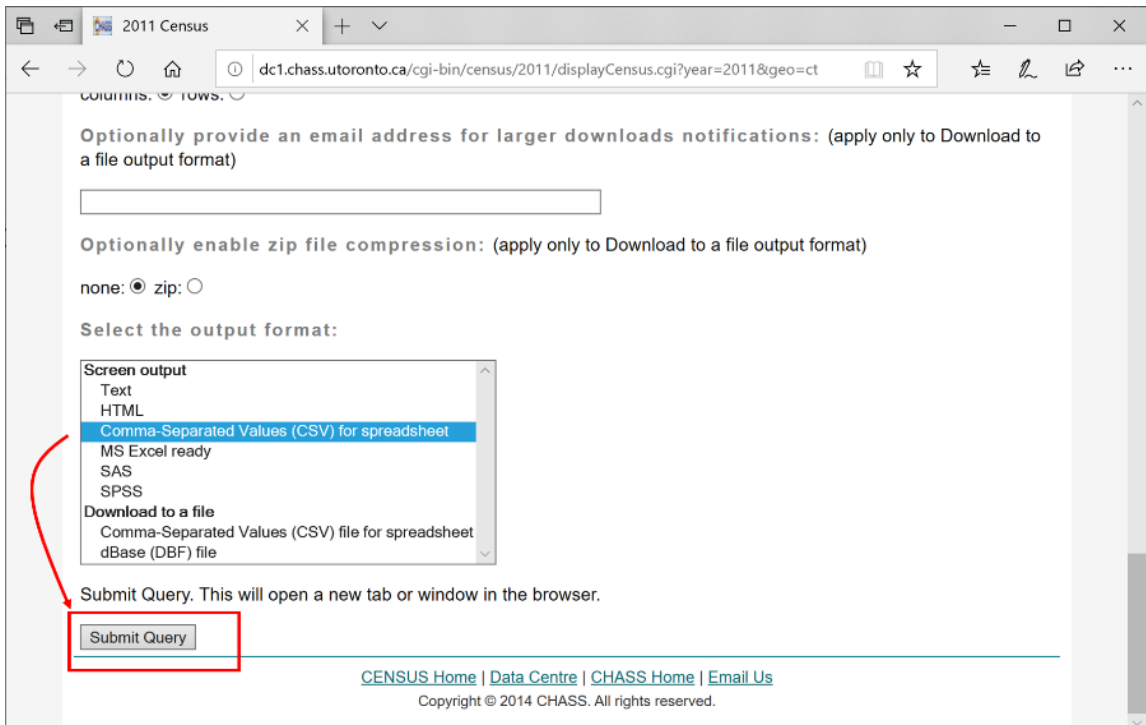 2011 Census
dc1.chass.utoronto.ca/cgi-bin/census/2011/displayCensus.cgi?year=2011&geo=ct
columns: rows:
Optionally provide an email address for larger downloads notifications: (apply only to Download to
a file output format)
Optionally enable zip file compression: (apply only to Download to a file output format)
none: zip:
Select the output format:
Screen output
Text
HTML
Comma-Separated Values (CSV) for spreadsheet
MS Excel ready
SAS
SPSS
Download to a file
Comma-Separated Values (CSV) file for spreadsheet
dBase (DBF) file
Submit Query. This will open a new tab or window in the browser.
Submit Query
CENSUS Home | Data Centre | CHASS Home | Email Us
Copyright © 2014 CHASS. All rights reserved.